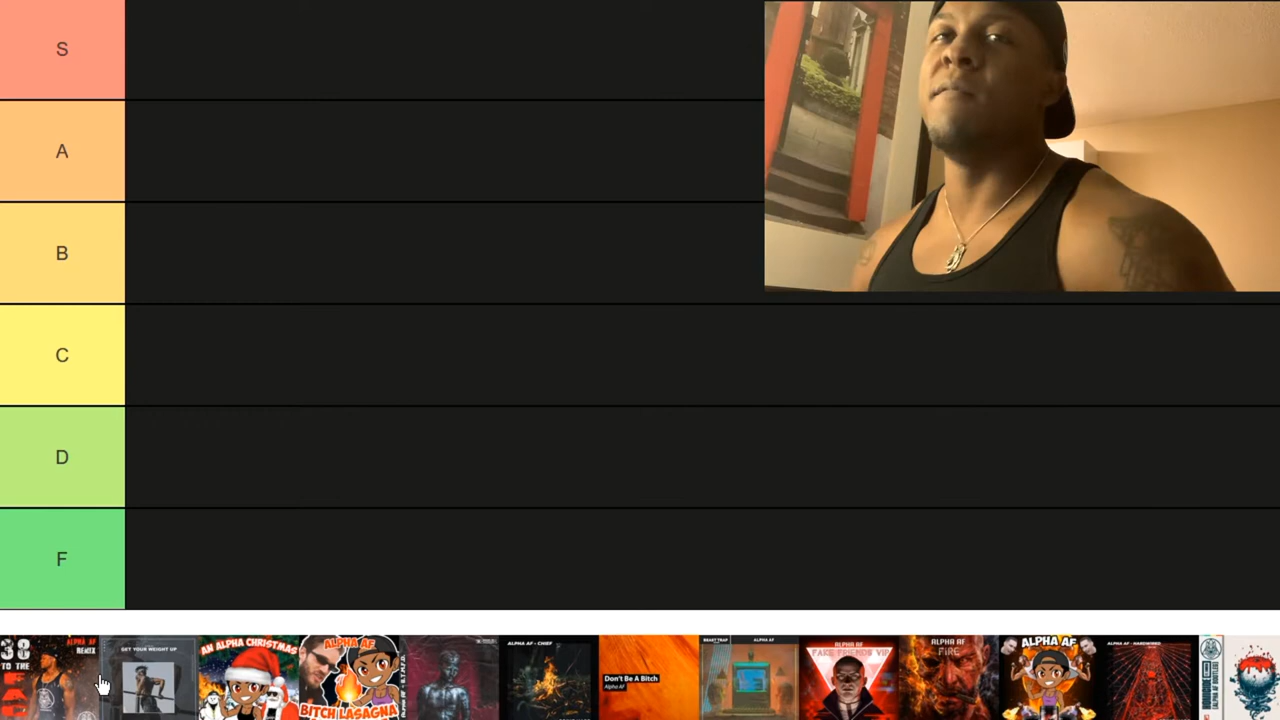 S
A
B
C
D
F
38
TO THE
ALPHA AF
REMIX
GET YOUR WEIGHT UP
AN ALPHA CHRISTMAS
ALPHA AF
BITCH LASAGNA
ALPHA AF - CHIEF
Don't Be A Bitch
Alpha AF
BEAST TRAP
ALPHA AF
ALPHA AF
FAKE FRIENDS VIP
ALPHA AF
FIRE
ALPHA AF
ALPHA AF - HARDWIRED